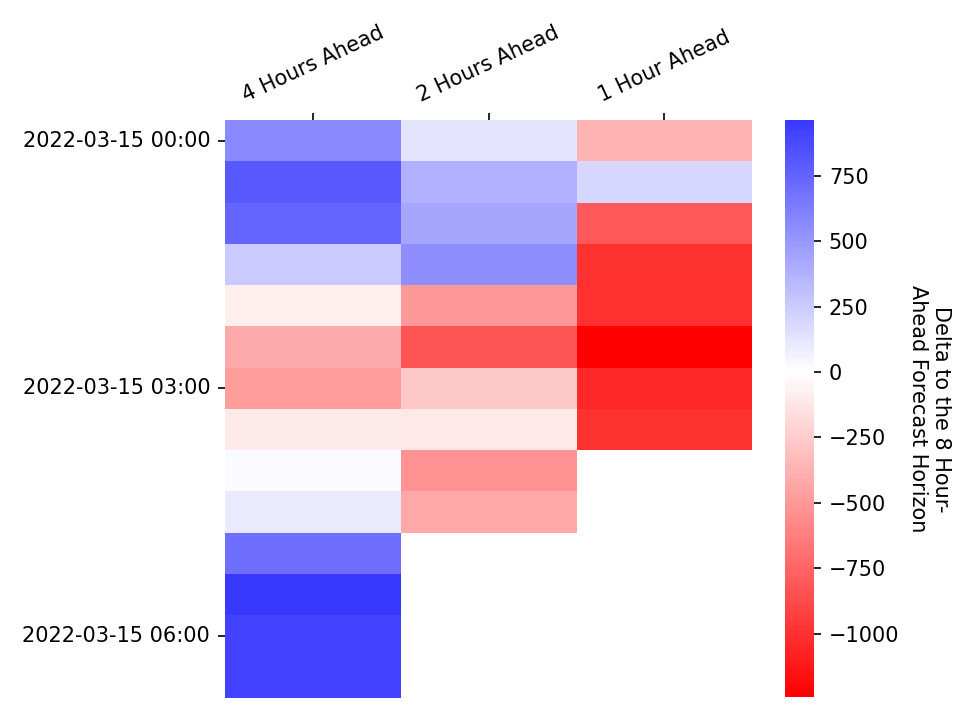 4 Hours Ahead
2 Hours Ahead
1 Hour Ahead
2022-03-15 00:00
2022-03-15 03:00
2022-03-15 06:00
750
500
250
0
−250
−500
−750
−1000
Delta to the 8 Hour-
Ahead Forecast Horizon